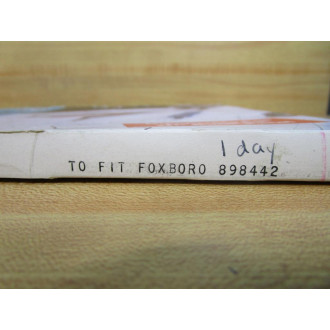 1 day
TO FIT FOXBORO 898442